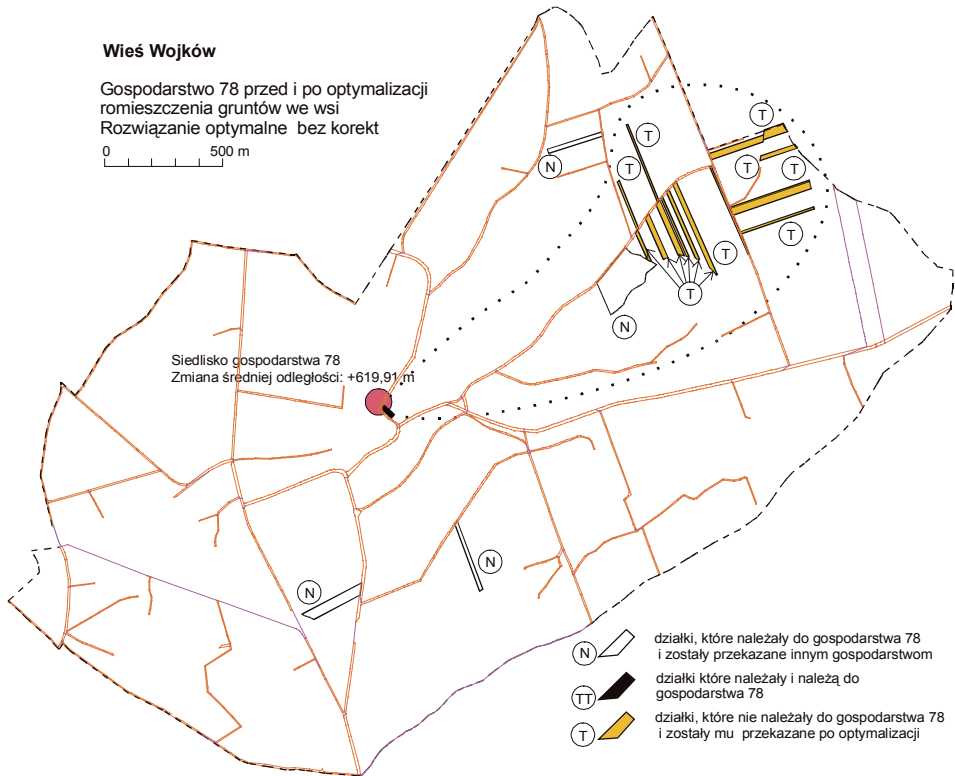 Wieś Wojków
Gospodarstwo 78 przed i po optymalizacji
romieszczenia gruntów we wsi
Rozwiązanie optymalne bez korekt
0 500 m
T
T
N
T
T
T
T
T
T
N
Siedlisko gospodarstwa 78
Zmiana średniej odległości: +619,91 m
N
N
N działki, które należały do gospodarstwa 78
i zostały przekazane innym gospodarstwom
TT działki które należały i należą do
gospodarstwa 78
T działki, które nie należały do gospodarstwa 78
i zostały mu przekazane po optymalizacji